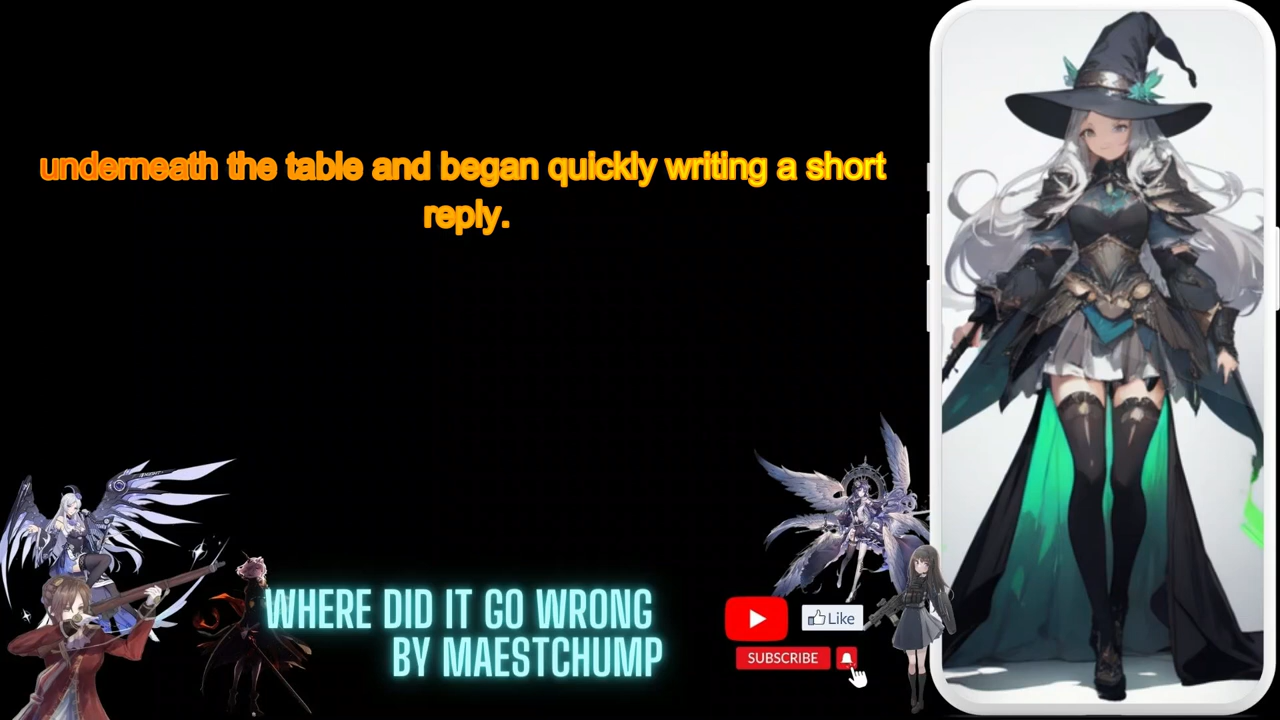 underneath the table and began quickly writing a short
reply.
WHERE DID IT GO WRONG
BY MAESTCHUMP
Like
SUBSCRIBE